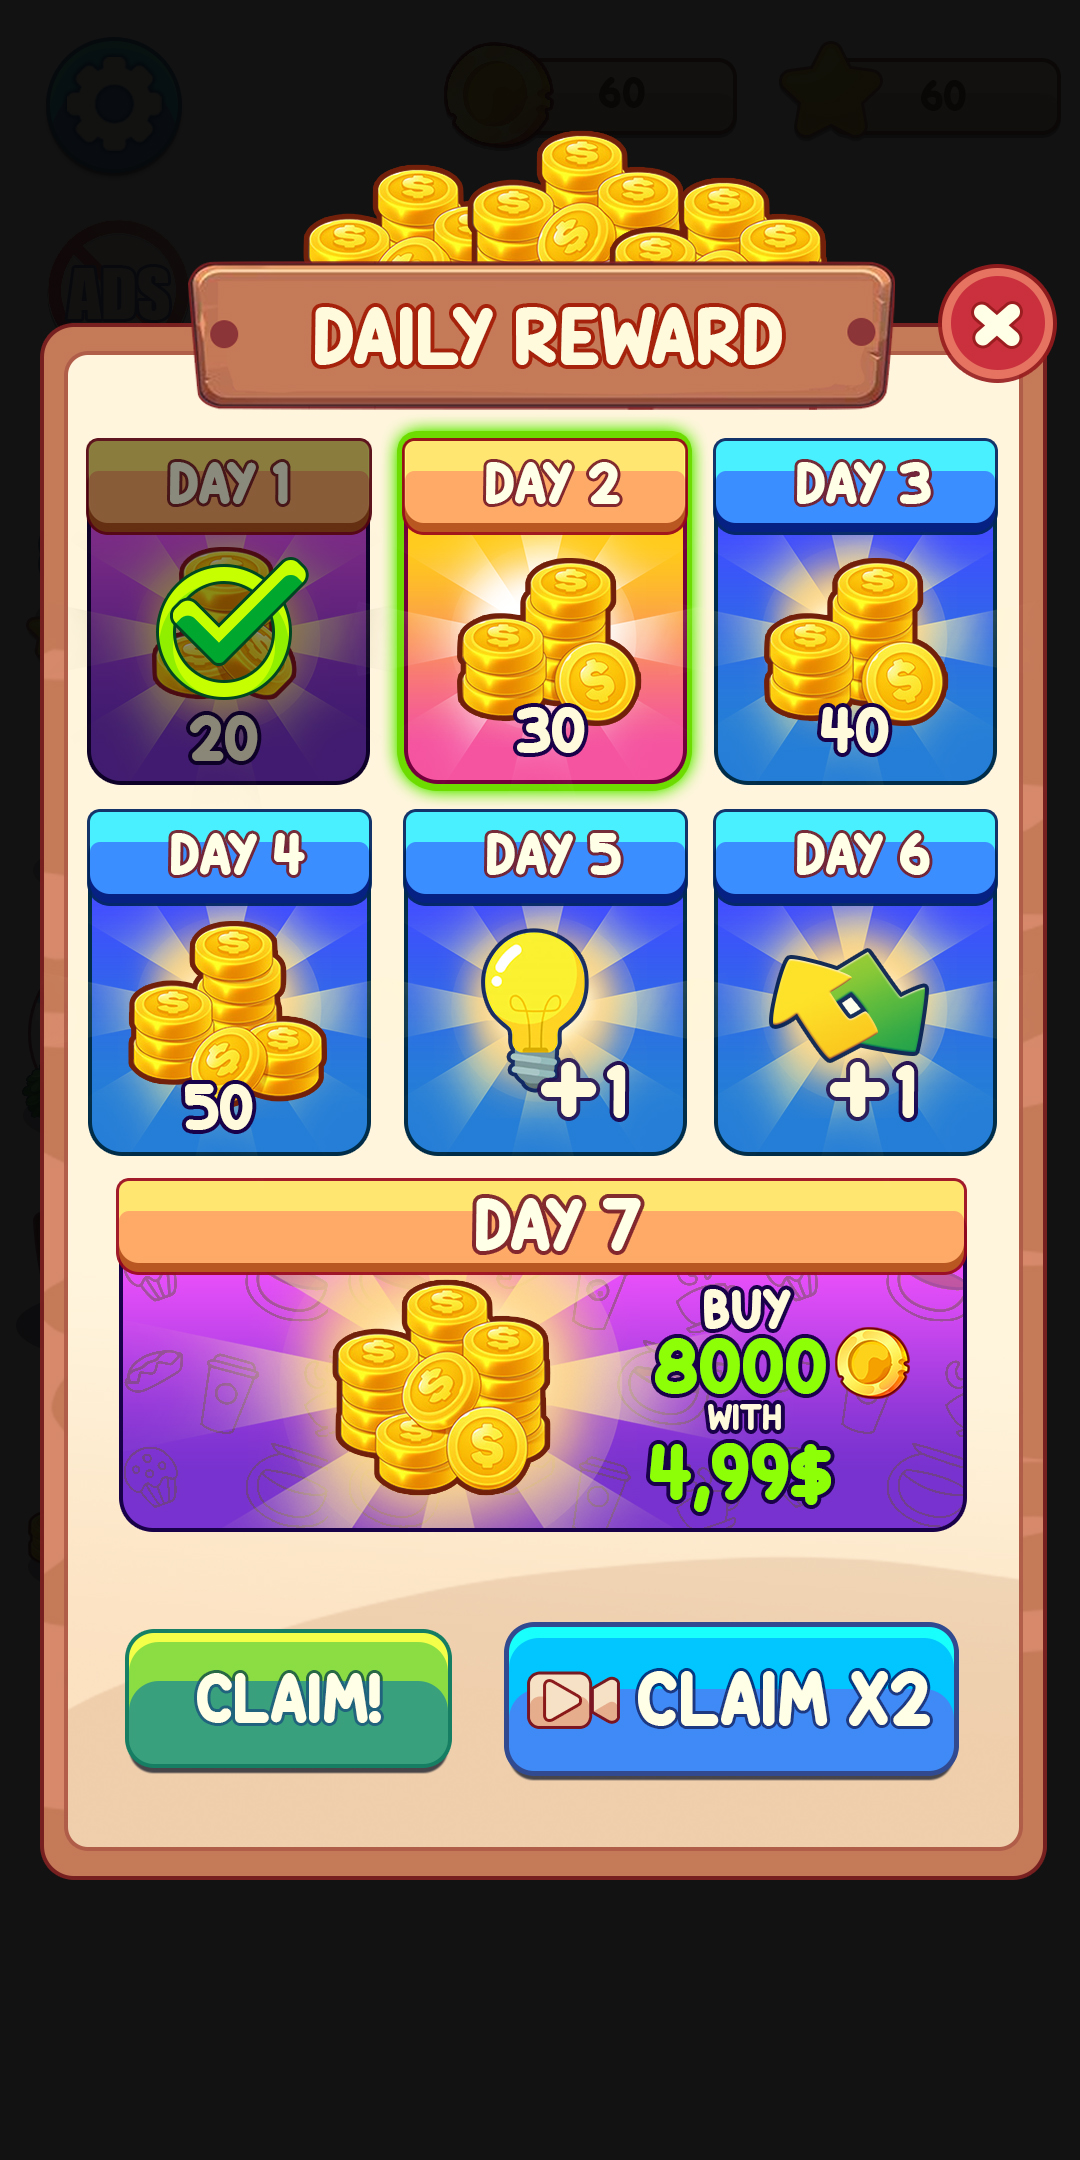 60
60
ADS
DAILY REWARD
DAY 1
DAY 2
DAY 3
20
30
40
DAY 4
DAY 5
DAY 6
50
+1
+1
DAY 7
BUY
8000
WITH
4,99$
CLAIM!
CLAIM X2